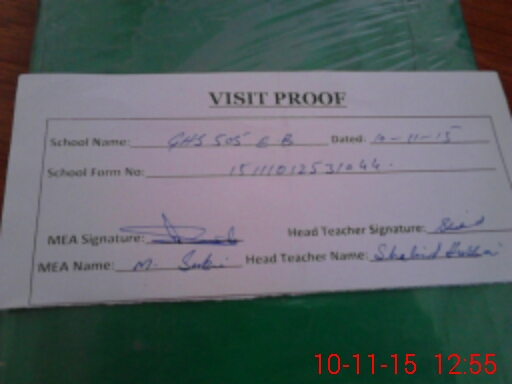 VISIT PROOF
School Name: GHS 505 E B Dated: 10-11-15
School Form No:
MEA Signature: Head Teacher Signature:
MEA Name: M. Head Teacher Name: Shahid
10-11-15 12:55